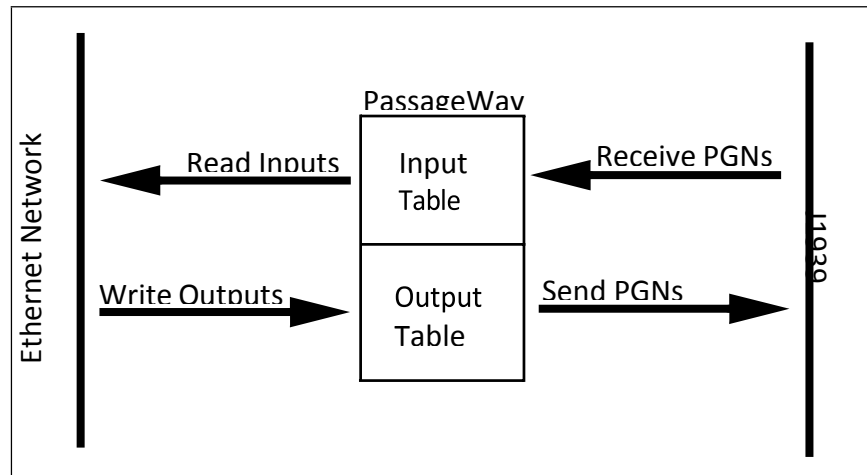 PassageWay
Ethernet Network
Read Inputs
Input
Table
Receive PGNs
J1939
Write Outputs
Output
Table
Send PGNs